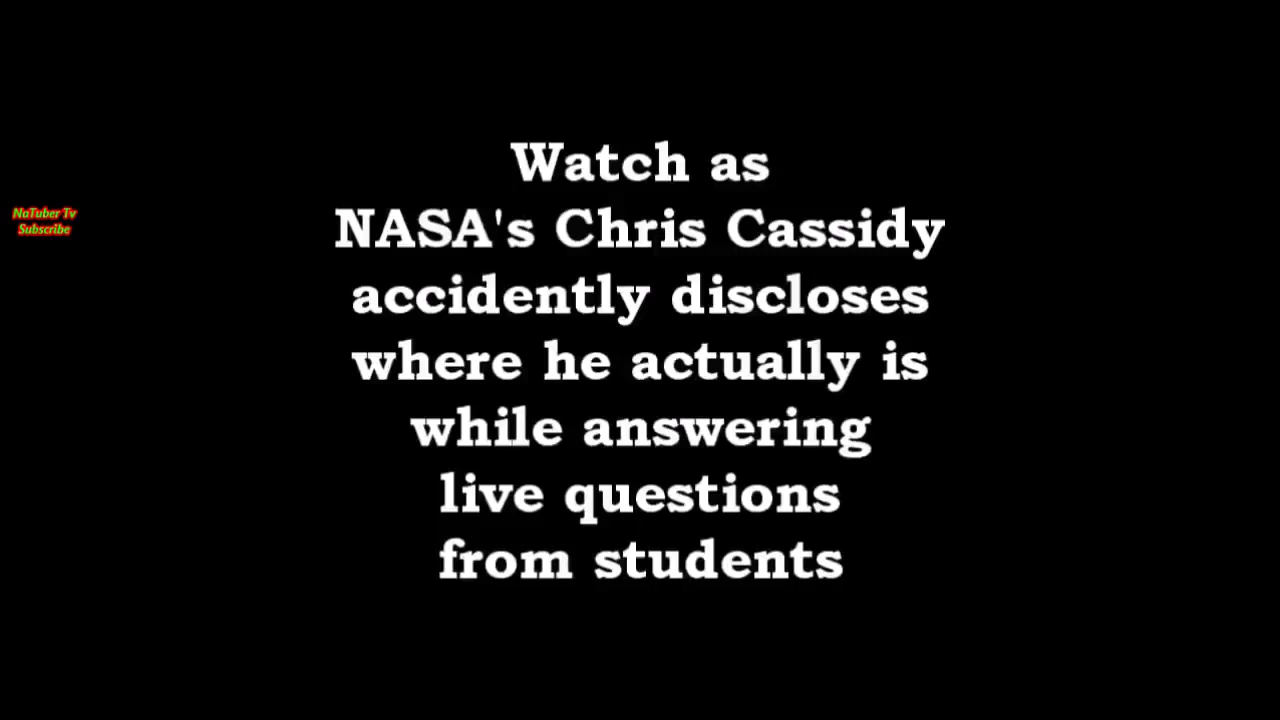 Watch as
NASA's Chris Cassidy
NaTuber Tv
Subscribe
accidently discloses
where he actually is
while answering
live questions
from students